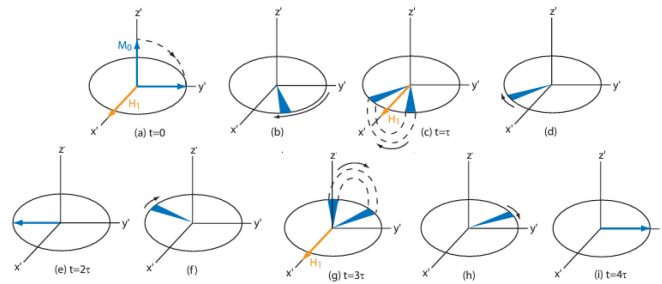 z' z' z' z'
M₀
y' y' y' y'
H₁ H₁
x' x' x' x'
(a) t=0 (b) (c) t=τ (d)
z' z' z' z' z'
y' y' y' y'
x' x' H₁ x' x'
x'
(e) t=2τ (f) (g) t=3τ (h) (i) t=4τ